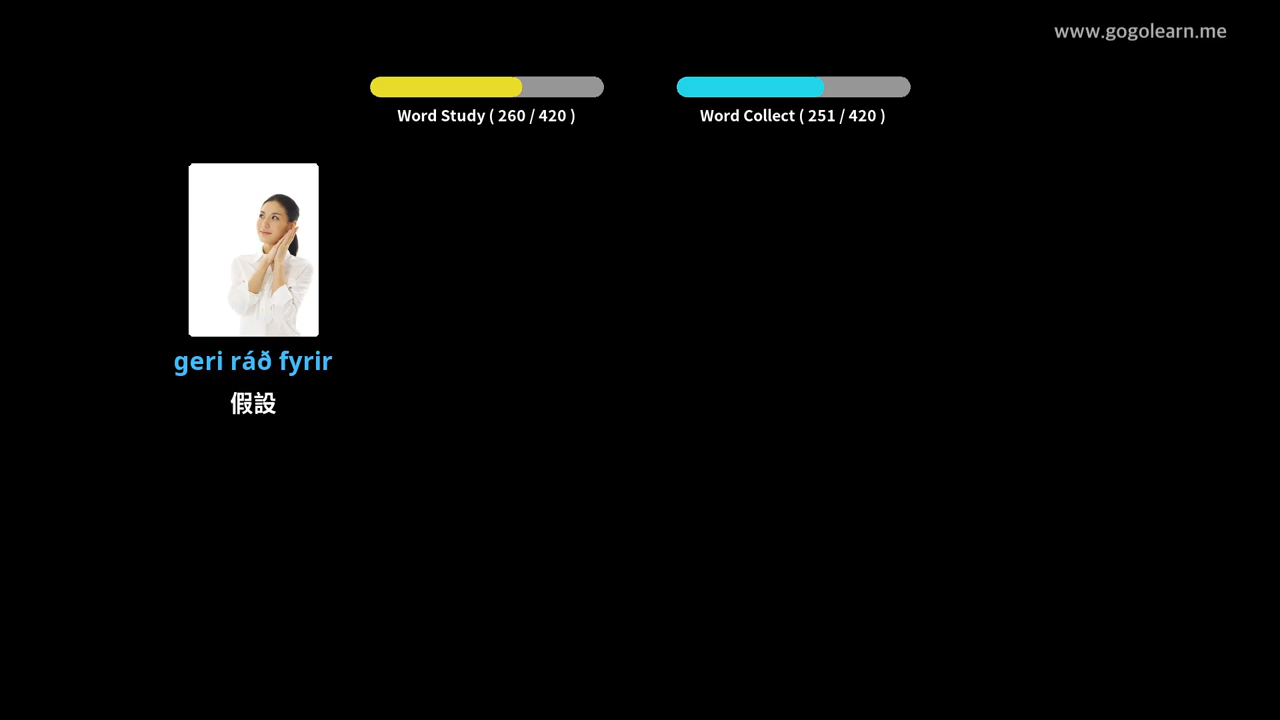 www.gogolearn.me
Word Study ( 260 / 420 )
Word Collect ( 251 / 420 )
geri ráð fyrir
假設